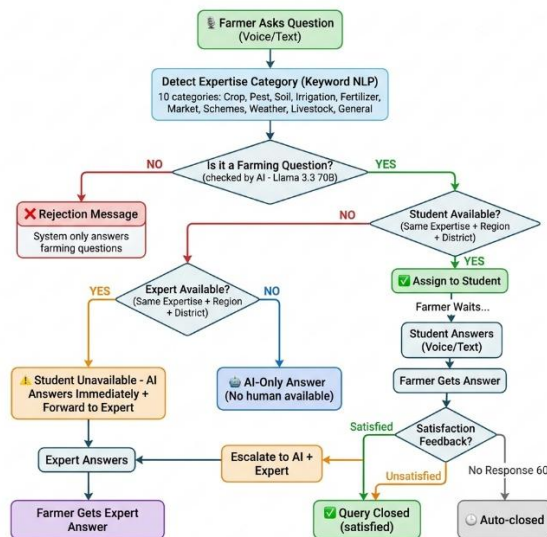 Farmer Asks Question
(Voice/Text)
Detect Expertise Category (Keyword NLP)
10 categories: Crop, Pest, Soil, Irrigation, Fertilizer,
Market, Schemes, Weather, Livestock, General
NO
Is it a Farming Question?
(checked by AI - Llama 3.3 70B)
YES
Rejection Message
System only answers
farming questions
NO
Student Available?
(Same Expertise + Region
+ District)
YES
Expert Available?
(Same Expertise + Region
+ District)
YES
NO
Assign to Student
Farmer Waits...
Student Answers
(Voice/Text)
Student Unavailable - AI
Answers Immediately +
Forward to Expert
AI-Only Answer
(No human available)
Farmer Gets Answer
Satisfaction
Feedback?
Satisfied
Unsatisfied
No Response 60
Expert Answers
Escalate to AI +
Expert
Farmer Gets Expert
Answer
Query Closed
(satisfied)
Auto-closed